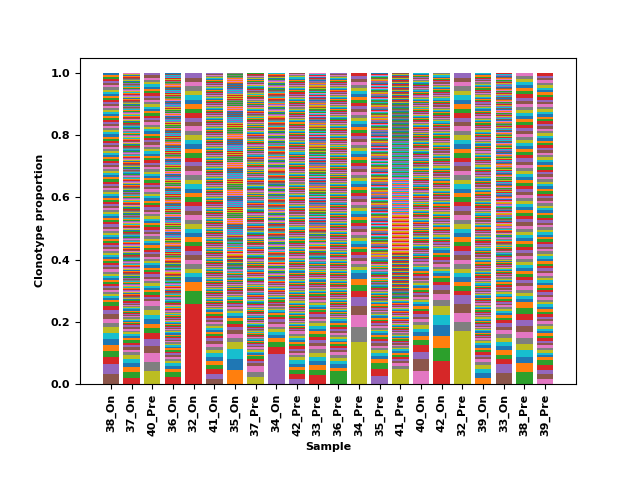 Clonotype proportion
1.0
0.8
0.6
0.4
0.2
0.0
38_On
37_On
40_Pre
36_On
32_On
41_On
35_On
37_Pre
34_On
42_Pre
33_Pre
36_Pre
34_Pre
35_Pre
41_Pre
40_On
42_On
32_Pre
39_On
33_On
38_Pre
39_Pre
Sample